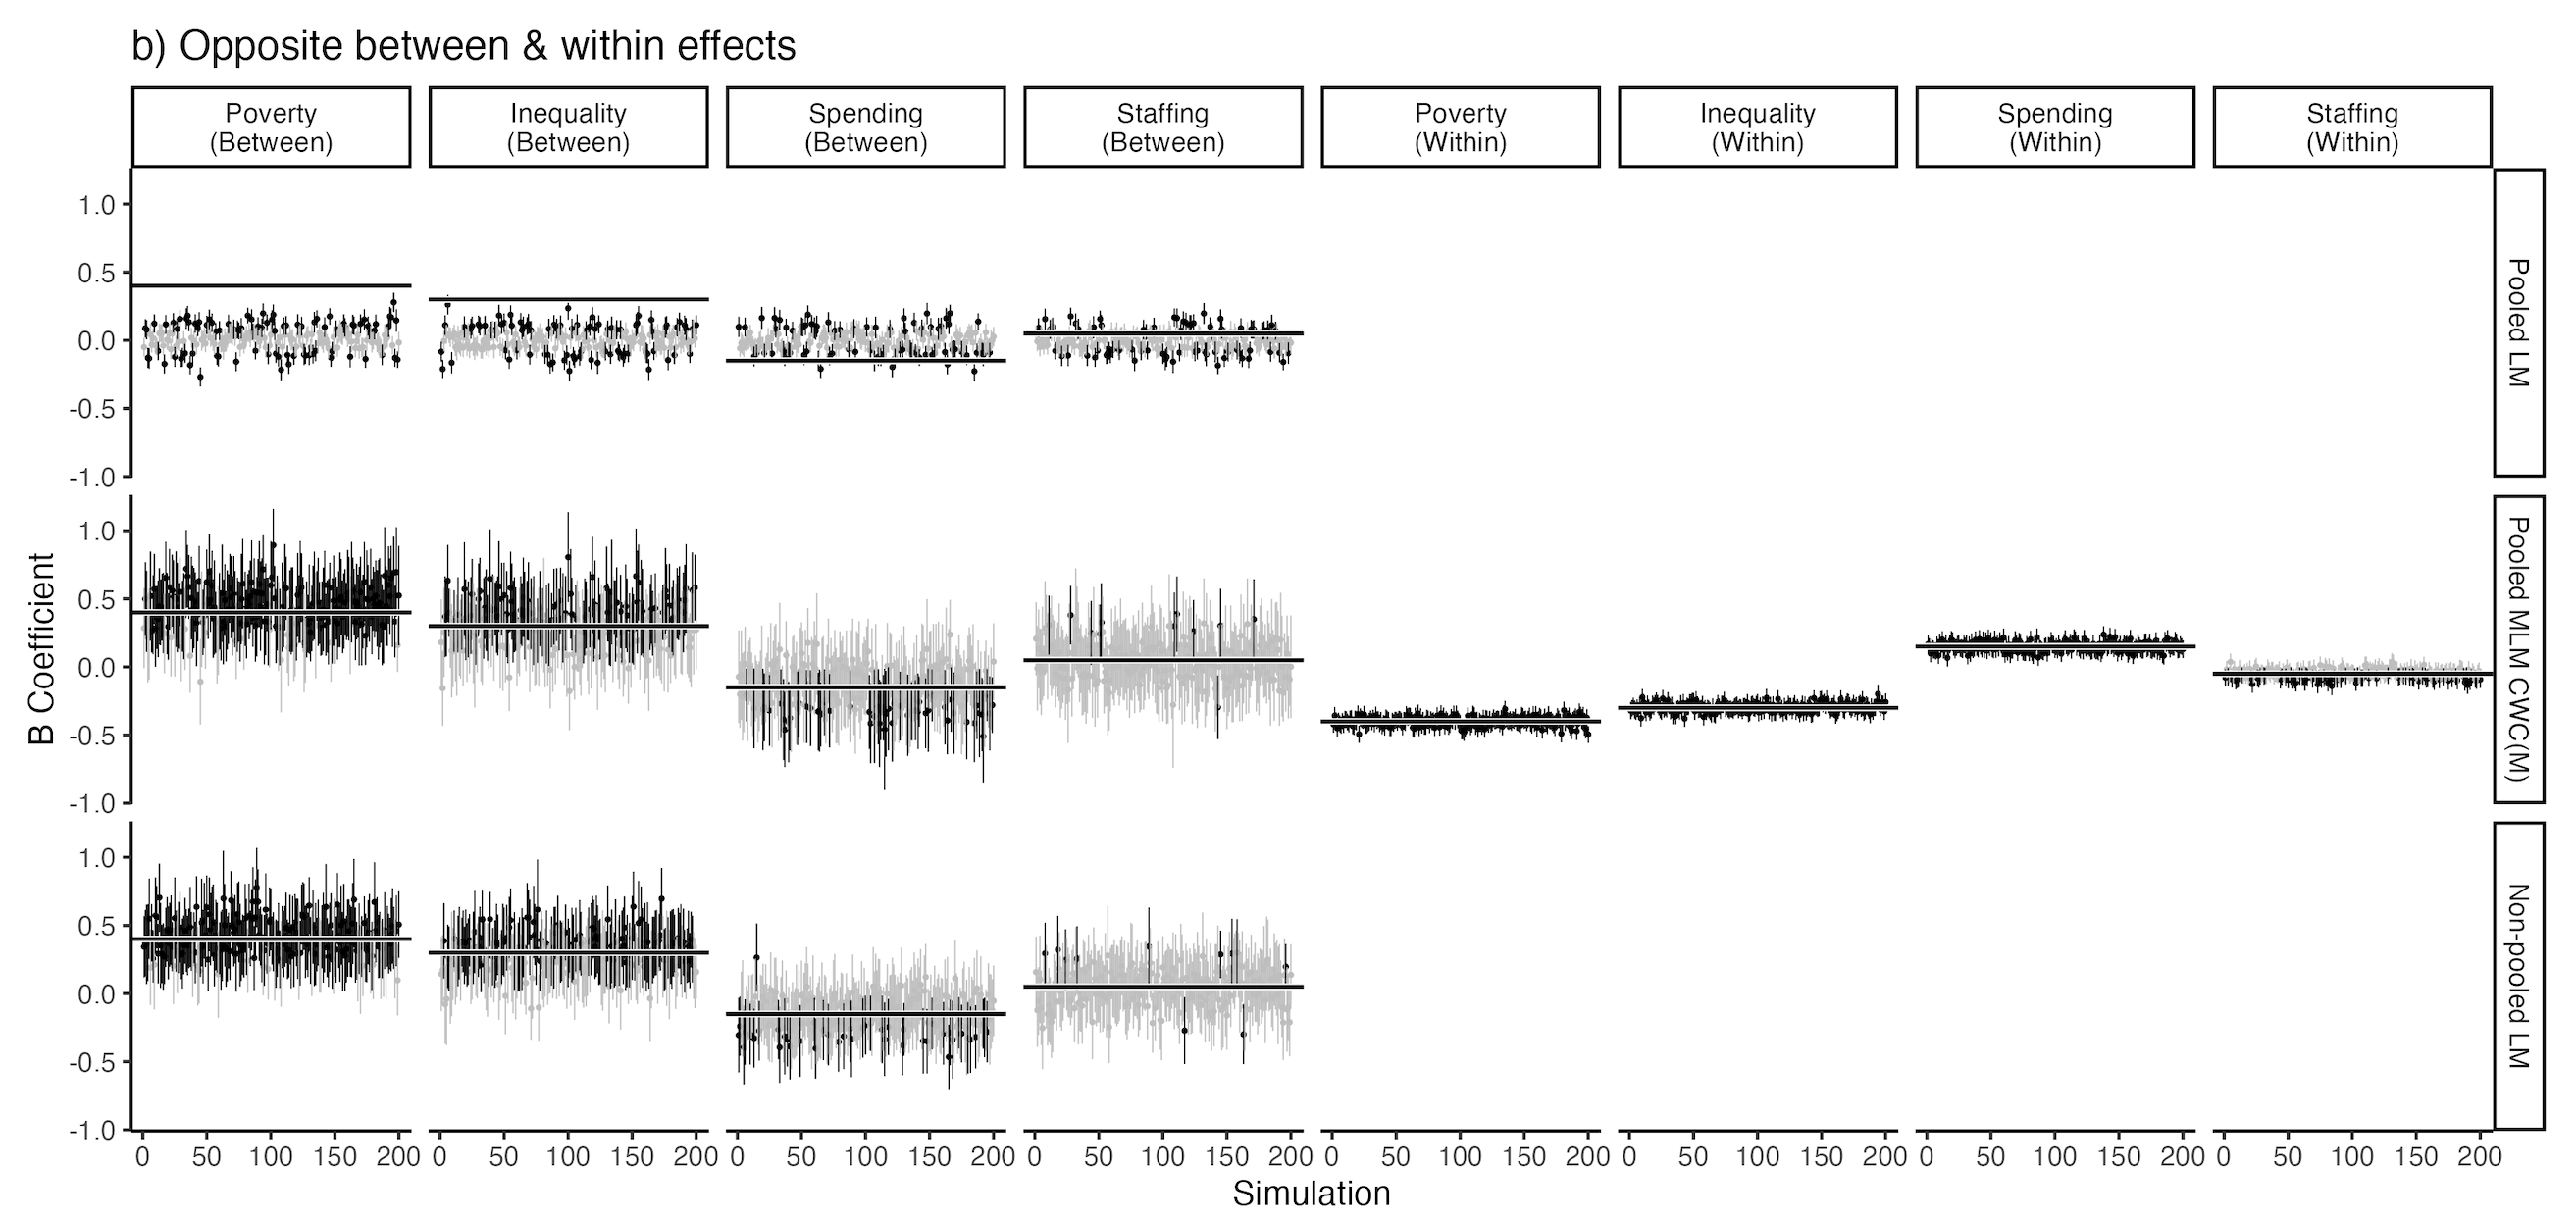 b) Opposite between & within effects
Poverty
(Between)
Inequality
(Between)
Spending
(Between)
Staffing
(Between)
Poverty
(Within)
Inequality
(Within)
Spending
(Within)
Staffing
(Within)
1.0
0.5
0.0
-0.5
-1.0
Pooled LM
1.0
0.5
0.0
-0.5
-1.0
Pooled MLM CWC(M)
1.0
0.5
0.0
-0.5
-1.0
Non-pooled LM
B Coefficient
0 50 100 150 200
0 50 100 150 200
0 50 100 150 200
0 50 100 150 200
0 50 100 150 200
0 50 100 150 200
0 50 100 150 200
0 50 100 150 200
Simulation